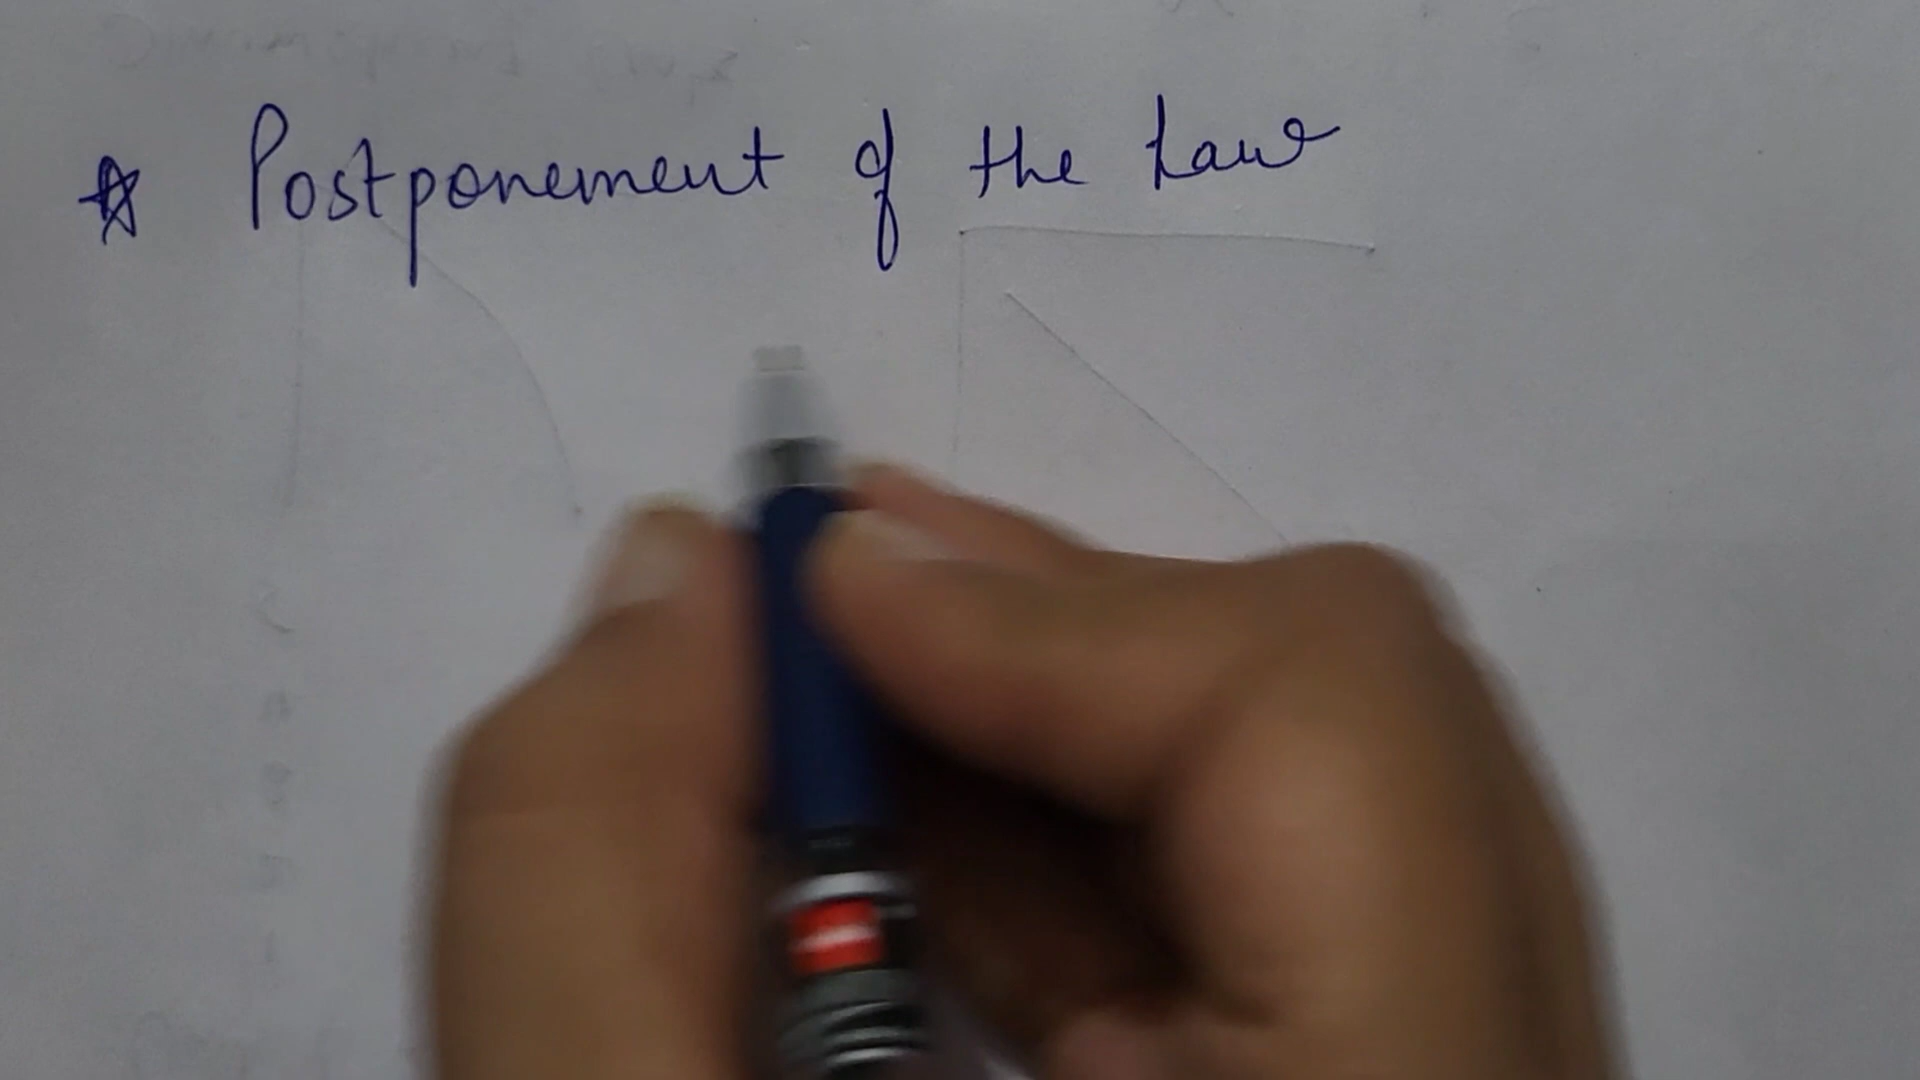 ☆ Postponement of the Law